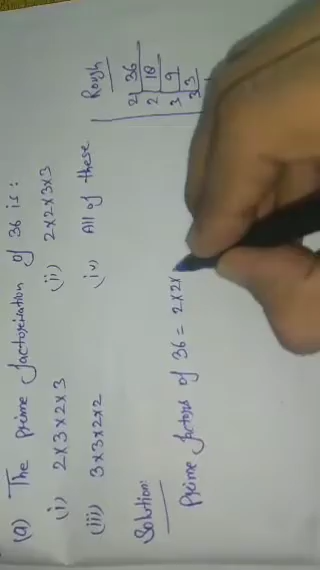 (a) The prime factorization of 36 is:
(i) 2×3×2×3 (ii) 2×2×3×3
(iii) 3×3×2×2 (iv) All of these
Solution:
Prime factors of 36 = 2×2×
Rough
2 36
2 18
3 9
3 3